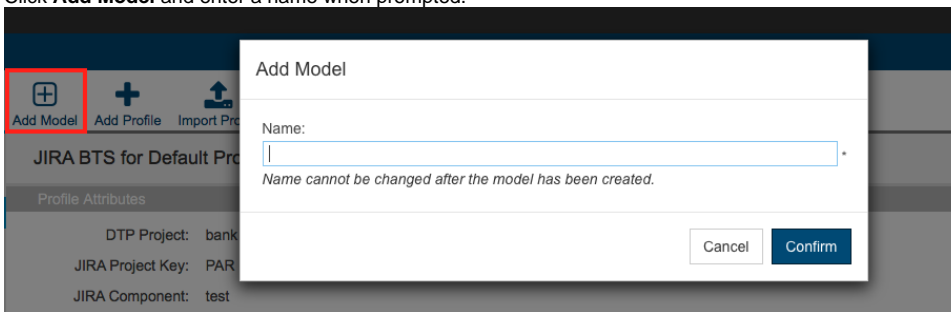 Click Add Model and enter a name when prompted.
Add Model
Add Model Add Profile Import Pro
Name:
*
Name cannot be changed after the model has been created.
JIRA BTS for Default Pro
Profile Attributes
DTP Project: bank
Cancel Confirm
JIRA Project Key: PAR
JIRA Component: test